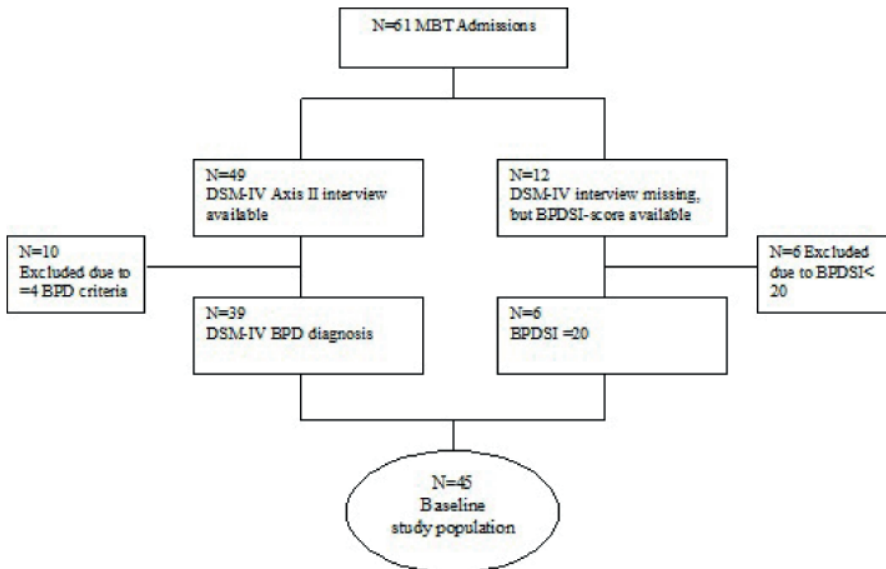 N=61 MBT Admissions
N=49
DSM-IV Axis II interview
available
N=12
DSM-IV interview missing,
but BPDSI-score available
N=10
Excluded due to
=4 BPD criteria
N=6 Excluded
due to BPDSI<
20
N=39
DSM-IV BPD diagnosis
N=6
BPDSI =20
N=45
Baseline
study population